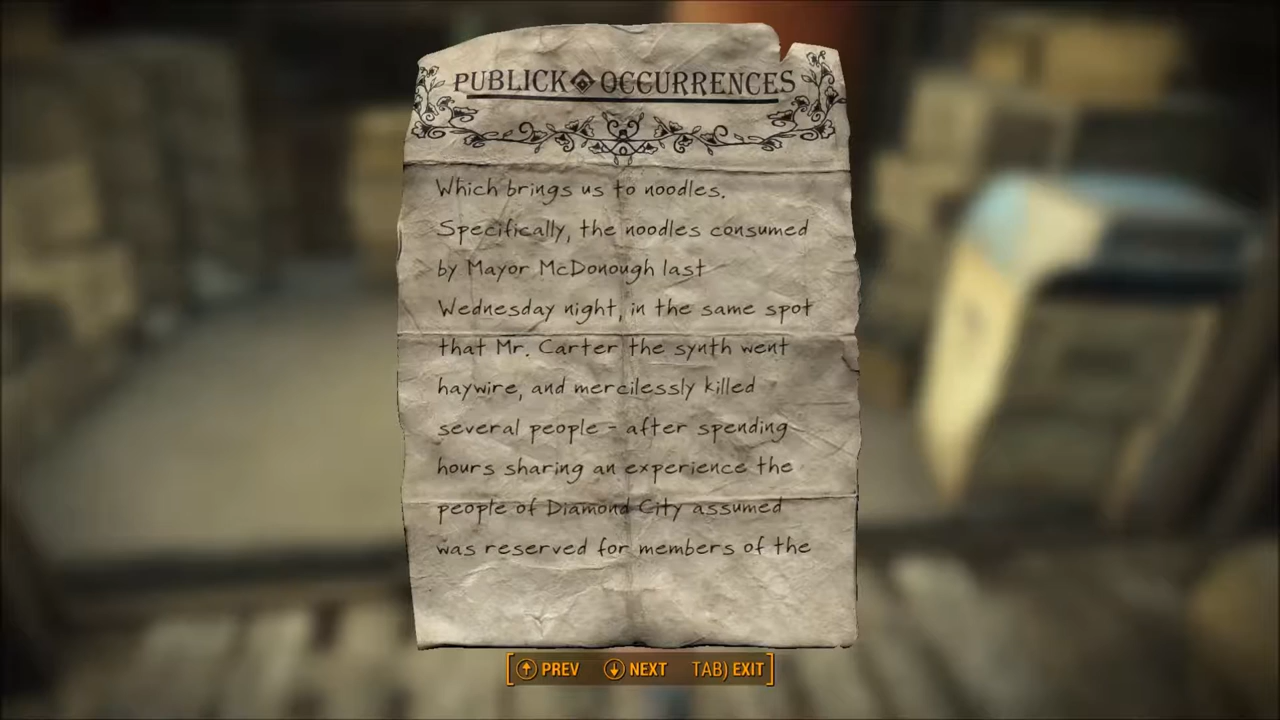 PUBLICK OCCURRENCES
Which brings us to noodles.
Specifically, the noodles consumed
by Mayor McDonough last
Wednesday night, in the same spot
that Mr. Carter the synth went
haywire, and mercilessly killed
several people - after spending
hours sharing an experience the
people of Diamond City assumed
was reserved for members of the
PREV NEXT TAB) EXIT